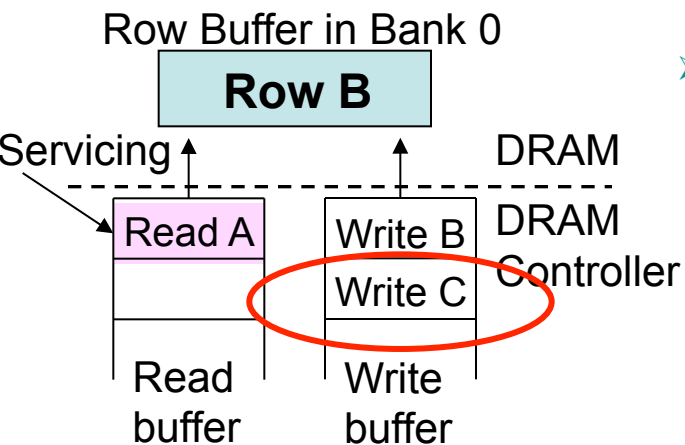 Row Buffer in Bank 0
Row B
Servicing
DRAM
Read A
Write B
DRAM
Controller
Write C
Read
buffer
Write
buffer